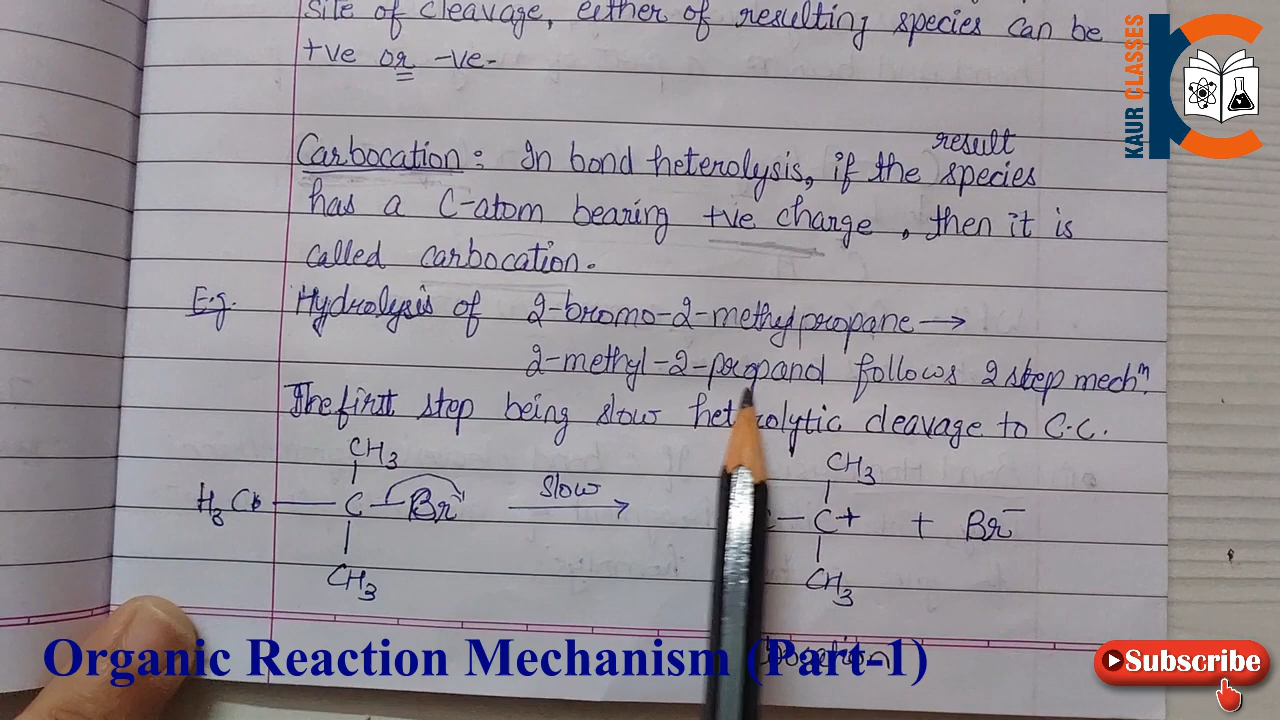 site of cleavage, either of resulting species can be
+ve or -ve-
result
Carbocation: In bond heterolysis, if the species
has a C-atom bearing +ve charge, then it is
called carbocation.
E.g. Hydrolysis of 2-bromo-2-methylpropane →
2-methyl-2-propanol follows 2 step mechⁿ.
The first step being slow heterolytic cleavage to C.C.
CH3
H3C — C — Br slow →
CH3
CH3
C — C+ + Br⁻
CH3
KAUR CLASSES
Organic Reaction Mechanism (Part-1)
Subscribe